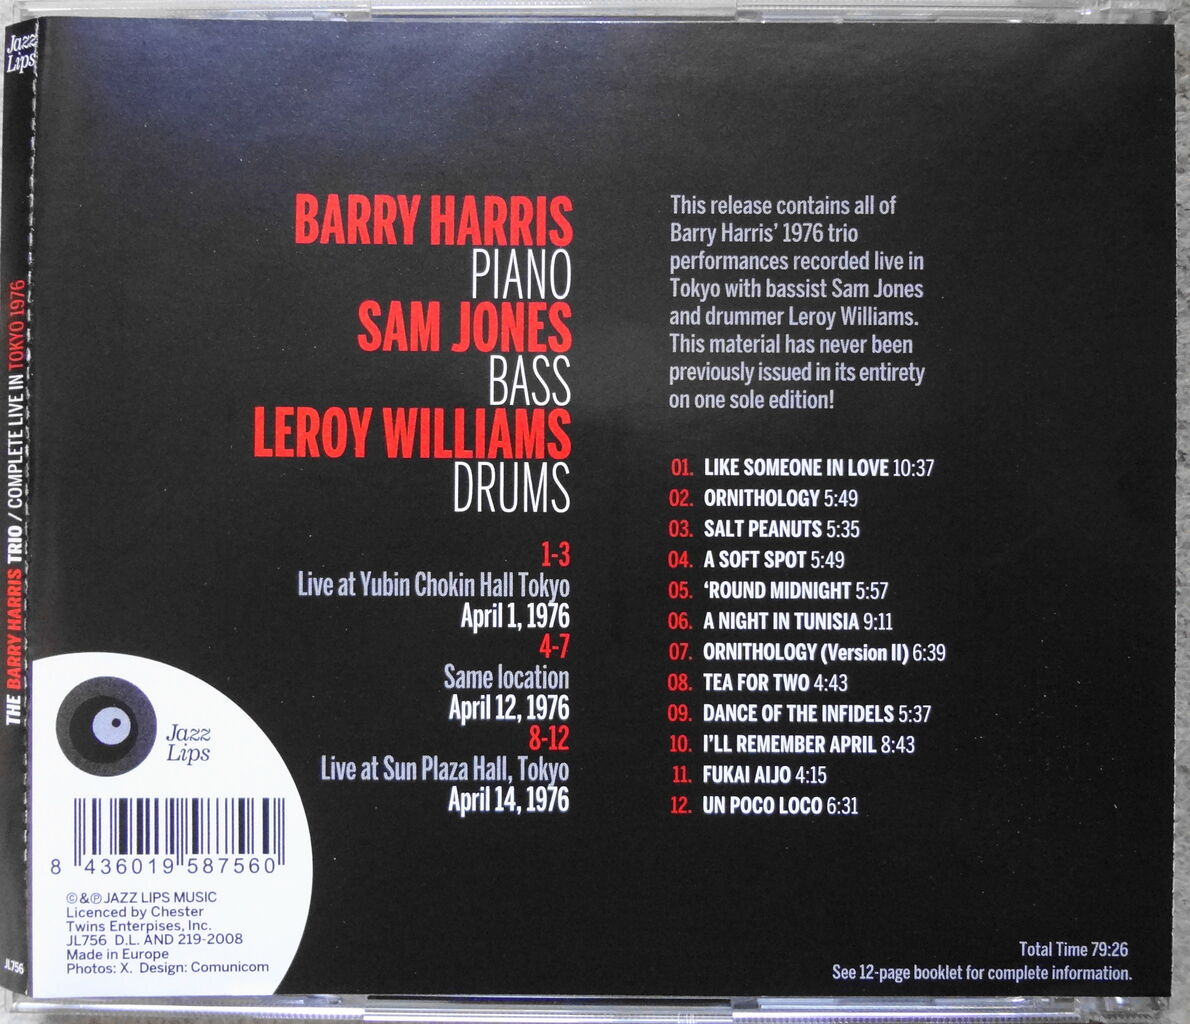 Jazz
Lips
THE BARRY HARRIS TRIO / COMPLETE LIVE IN TOKYO 1976
JL756
BARRY HARRIS
PIANO
SAM JONES
BASS
LEROY WILLIAMS
DRUMS
1-3
Live at Yubin Chokin Hall Tokyo
April 1, 1976
4-7
Same location
April 12, 1976
8-12
Live at Sun Plaza Hall, Tokyo
April 14, 1976
This release contains all of
Barry Harris' 1976 trio
performances recorded live in
Tokyo with bassist Sam Jones
and drummer Leroy Williams.
This material has never been
previously issued in its entirety
on one sole edition!
01. LIKE SOMEONE IN LOVE 10:37
02. ORNITHOLOGY 5:49
03. SALT PEANUTS 5:35
04. A SOFT SPOT 5:49
05. ‘ROUND MIDNIGHT 5:57
06. A NIGHT IN TUNISIA 9:11
07. ORNITHOLOGY (Version II) 6:39
08. TEA FOR TWO 4:43
09. DANCE OF THE INFIDELS 5:37
10. I'LL REMEMBER APRIL 8:43
11. FUKAI AIJO 4:15
12. UN POCO LOCO 6:31
Jazz
Lips
8 436019 587560
©&℗ JAZZ LIPS MUSIC
Licenced by Chester
Twins Enterpises, Inc.
JL756 D.L. AND 219-2008
Made in Europe
Photos: X. Design: Comunicom
Total Time 79:26
See 12-page booklet for complete information.